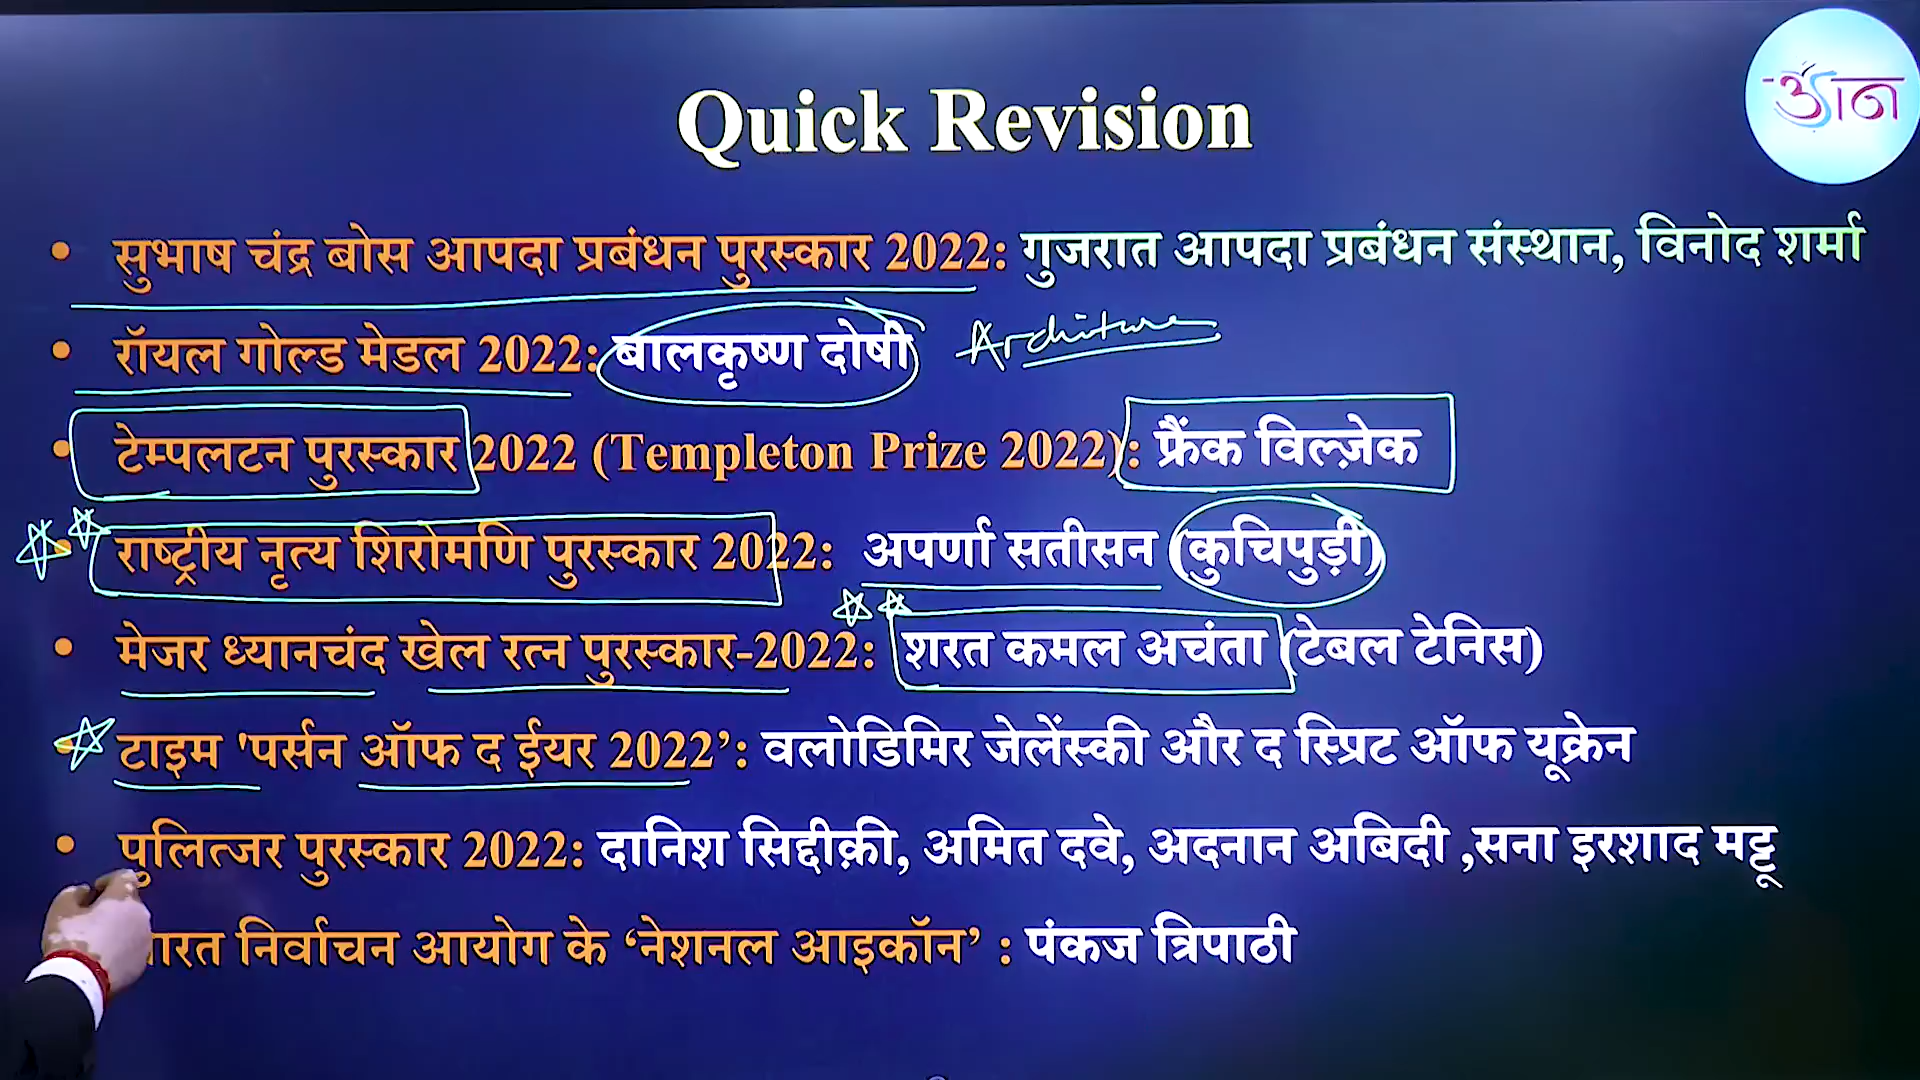 उड़ान
Quick Revision
• सुभाष चंद्र बोस आपदा प्रबंधन पुरस्कार 2022: गुजरात आपदा प्रबंधन संस्थान, विनोद शर्मा
• रॉयल गोल्ड मेडल 2022: बालकृष्ण दोषी
• टेम्पलटन पुरस्कार 2022 (Templeton Prize 2022): फ्रैंक विल्ज़ेक
• राष्ट्रीय नृत्य शिरोमणि पुरस्कार 2022: अपर्णा सतीसन (कुचिपुड़ी)
• मेजर ध्यानचंद खेल रत्न पुरस्कार-2022: शरत कमल अचंता (टेबल टेनिस)
• टाइम 'पर्सन ऑफ द ईयर 2022’: वलोडिमिर जेलेंस्की और द स्प्रिट ऑफ यूक्रेन
• पुलित्जर पुरस्कार 2022: दानिश सिद्दीक़ी, अमित दवे, अदनान अबिदी ,सना इरशाद मट्टू
निर्वाचन आयोग के ‘नेशनल आइकॉन’ : पंकज त्रिपाठी